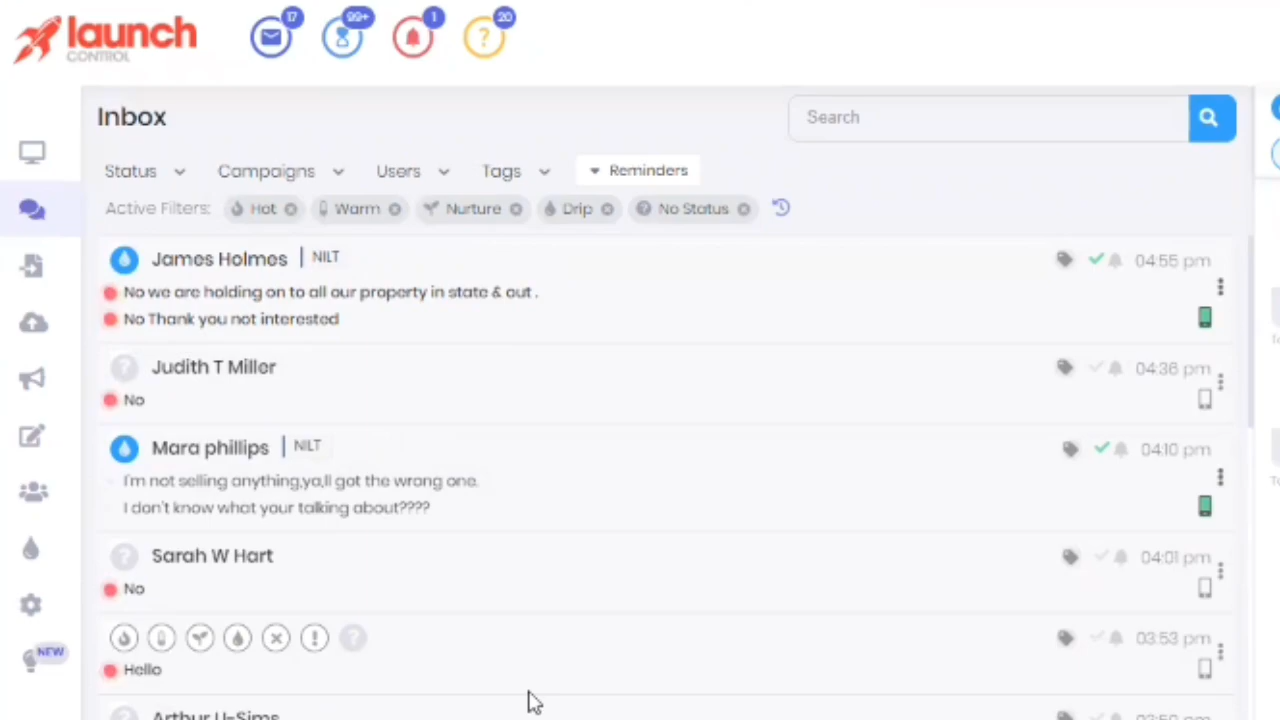 launch
CONTROL
17
99+
1
20
Inbox
Search
Status
Campaigns
Users
Tags
Reminders
Active Filters:
Hot
Warm
Nurture
Drip
No Status
James Holmes | NILT
04:55 pm
No we are holding on to all our property in state & out .
No Thank you not interested
Judith T Miller
04:36 pm
No
Mara phillips | NILT
04:10 pm
I'm not selling anything,ya,ll got the wrong one.
I don't know what your talking about????
Sarah W Hart
04:01 pm
No
03:53 pm
Hello
NEW
Arthur U-Sims